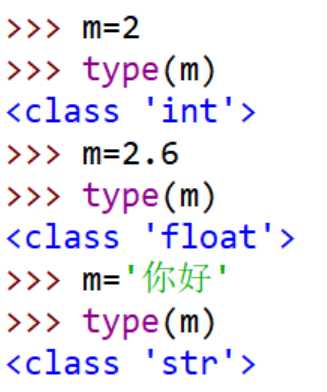 >>> m=2
>>> type(m)
<class 'int'>
>>> m=2.6
>>> type(m)
<class 'float'>
>>> m='你好'
>>> type(m)
<class 'str'>